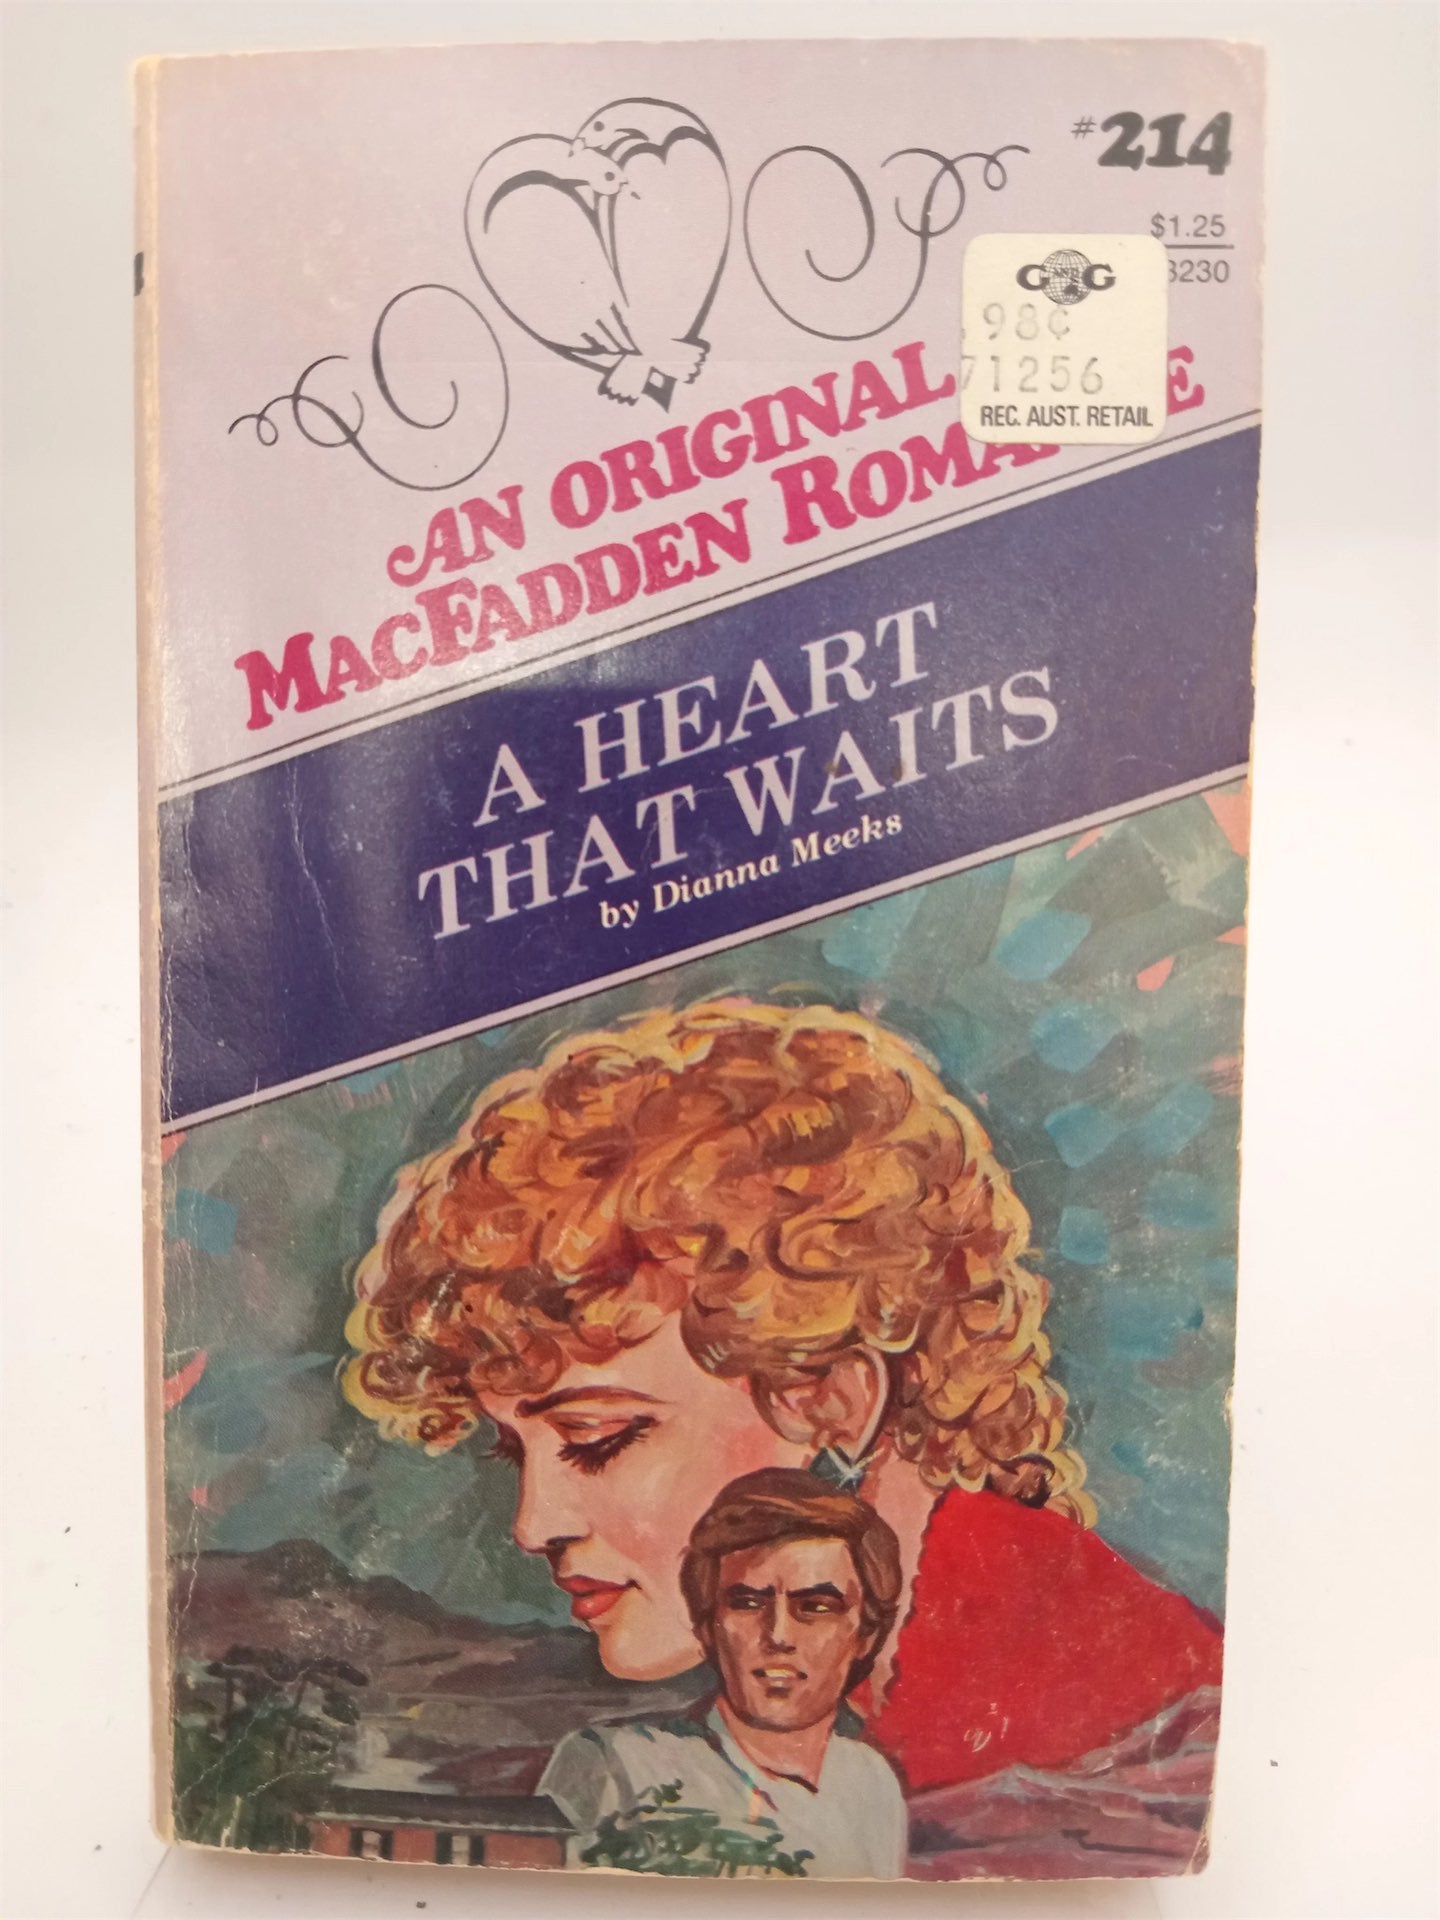 #214
$1.25
3230
G AND G
98¢
71256
REC. AUST. RETAIL
AN ORIGINAL
MACFADDEN ROMA E
A HEART
THAT WAITS
by Dianna Meeks